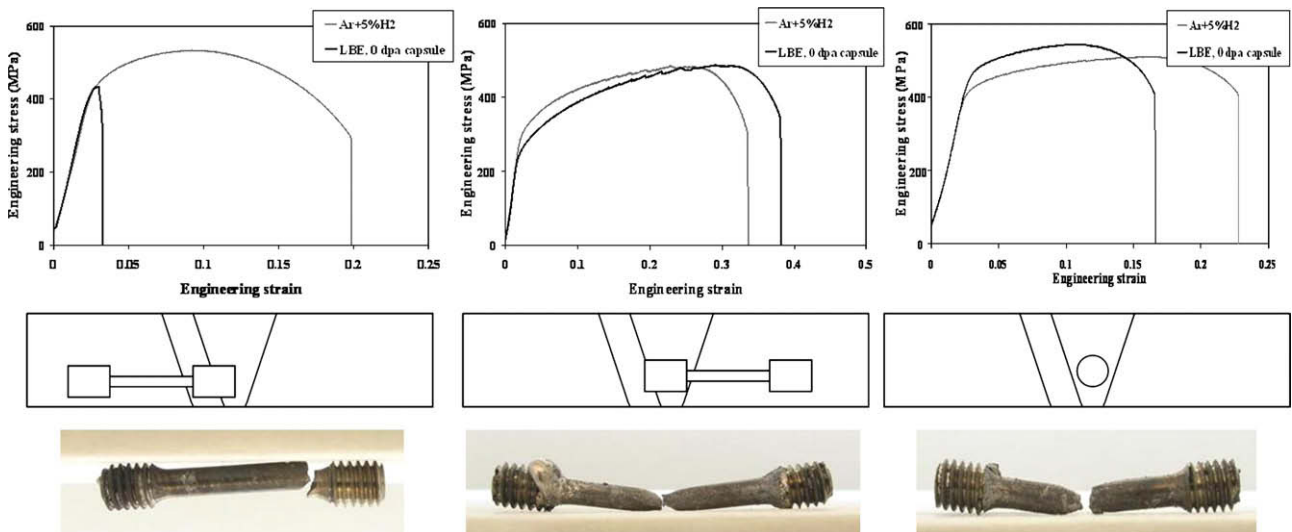 600
Ar+5%H2
LBE, 0 dpa capsule
400
200
0
Engineering stress (MPa)
0 0.05 0.1 0.15 0.2 0.25
Engineering strain
600
Ar+5%H2
LBE, 0 dpa capsule
400
200
0
Engineering stress (MPa)
0 0.1 0.2 0.3 0.4 0.5
Engineering strain
600
Ar+5%H2
LBE, 0 dpa capsule
400
200
0
Engineering stress (MPa)
0 0.05 0.1 0.15 0.2 0.25
Engineering strain